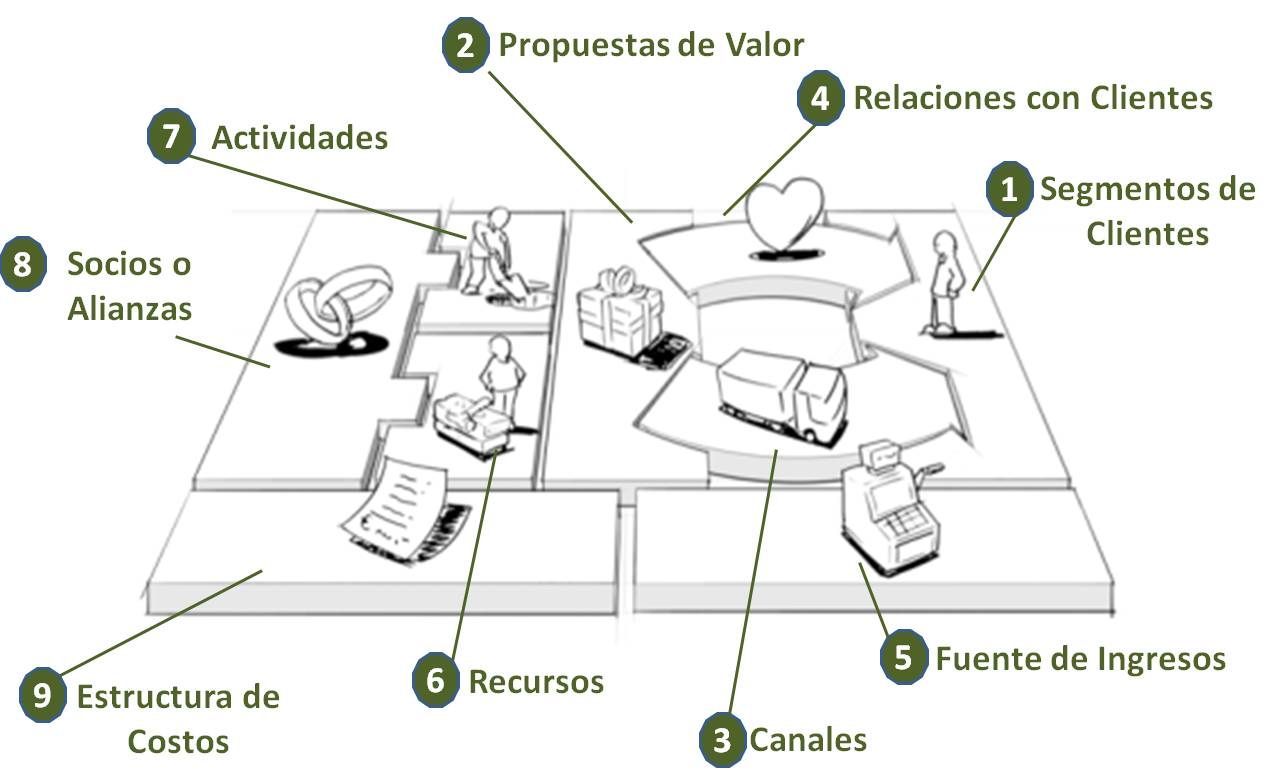 2 Propuestas de Valor
4 Relaciones con Clientes
7 Actividades
1 Segmentos de
Clientes
8 Socios o
Alianzas
5 Fuente de Ingresos
6 Recursos
9 Estructura de
Costos
3 Canales